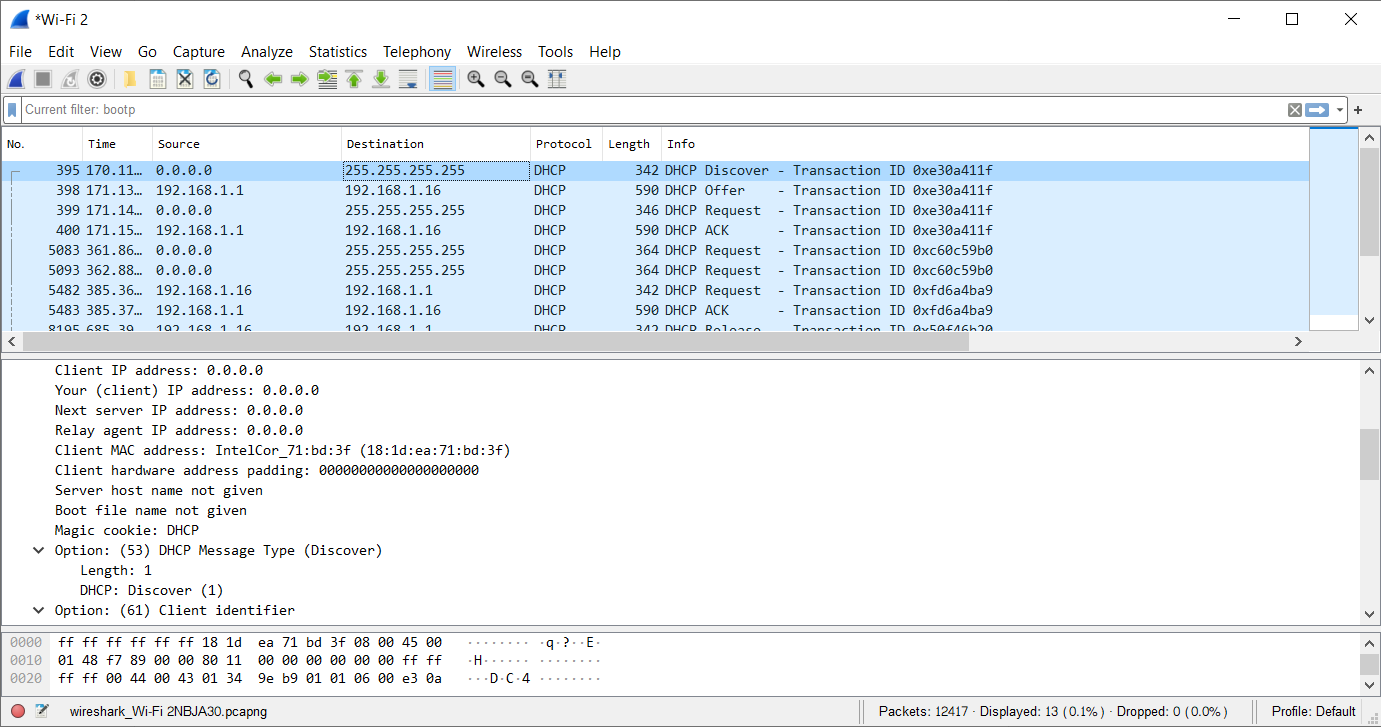 *Wi-Fi 2
File Edit View Go Capture Analyze Statistics Telephony Wireless Tools Help
Current filter: bootp
No. Time Source Destination Protocol Length Info
395 170.11… 0.0.0.0 255.255.255.255 DHCP 342 DHCP Discover - Transaction ID 0xe30a411f
398 171.13… 192.168.1.1 192.168.1.16 DHCP 590 DHCP Offer - Transaction ID 0xe30a411f
399 171.14… 0.0.0.0 255.255.255.255 DHCP 346 DHCP Request - Transaction ID 0xe30a411f
400 171.15… 192.168.1.1 192.168.1.16 DHCP 590 DHCP ACK - Transaction ID 0xe30a411f
5083 361.86… 0.0.0.0 255.255.255.255 DHCP 364 DHCP Request - Transaction ID 0xc60c59b0
5093 362.88… 0.0.0.0 255.255.255.255 DHCP 364 DHCP Request - Transaction ID 0xc60c59b0
5482 385.36… 192.168.1.16 192.168.1.1 DHCP 342 DHCP Request - Transaction ID 0xfd6a4ba9
5483 385.37… 192.168.1.1 192.168.1.16 DHCP 590 DHCP ACK - Transaction ID 0xfd6a4ba9
8195 685.39… 192.168.1.16 192.168.1.1 DHCP 342 DHCP Release - Transaction ID 0x50f46b20
Client IP address: 0.0.0.0
Your (client) IP address: 0.0.0.0
Next server IP address: 0.0.0.0
Relay agent IP address: 0.0.0.0
Client MAC address: IntelCor_71:bd:3f (18:1d:ea:71:bd:3f)
Client hardware address padding: 00000000000000000000
Server host name not given
Boot file name not given
Magic cookie: DHCP
Option: (53) DHCP Message Type (Discover)
Length: 1
DHCP: Discover (1)
Option: (61) Client identifier
0000 ff ff ff ff ff ff 18 1d ea 71 bd 3f 08 00 45 00 ········ ·q·?··E·
0010 01 48 f7 89 00 00 80 11 00 00 00 00 00 00 ff ff ·H······ ········
0020 ff ff 00 44 00 43 01 34 9e b9 01 01 06 00 e3 0a ···D·C·4 ········
wireshark_Wi-Fi 2NBJA30.pcapng Packets: 12417 · Displayed: 13 (0.1%) · Dropped: 0 (0.0%) Profile: Default